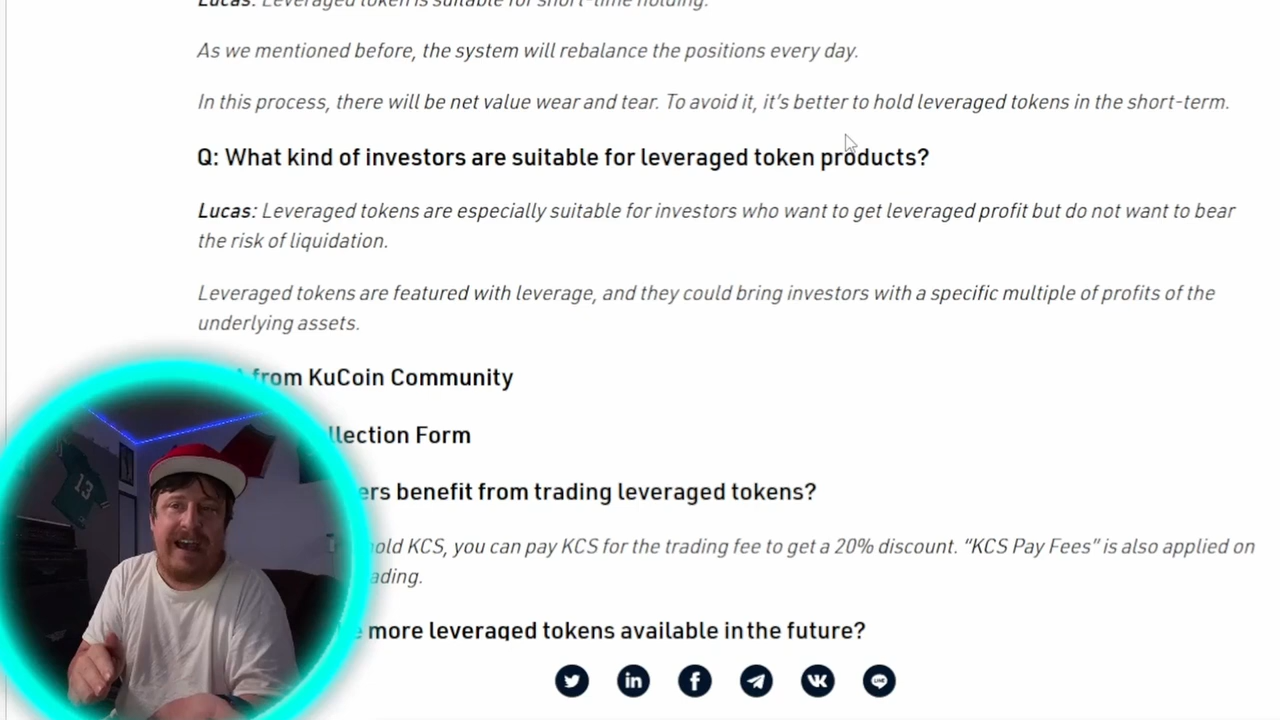 Lucas: Leveraged token is suitable for short-time holding.
As we mentioned before, the system will rebalance the positions every day.
In this process, there will be net value wear and tear. To avoid it, it's better to hold leveraged tokens in the short-term.
Q: What kind of investors are suitable for leveraged token products?
Lucas: Leveraged tokens are especially suitable for investors who want to get leveraged profit but do not want to bear
the risk of liquidation.
Leveraged tokens are featured with leverage, and they could bring investors with a specific multiple of profits of the
underlying assets.
from KuCoin Community
llection Form
ers benefit from trading leveraged tokens?
hold KCS, you can pay KCS for the trading fee to get a 20% discount. "KCS Pay Fees" is also applied on
ading.
more leveraged tokens available in the future?
13